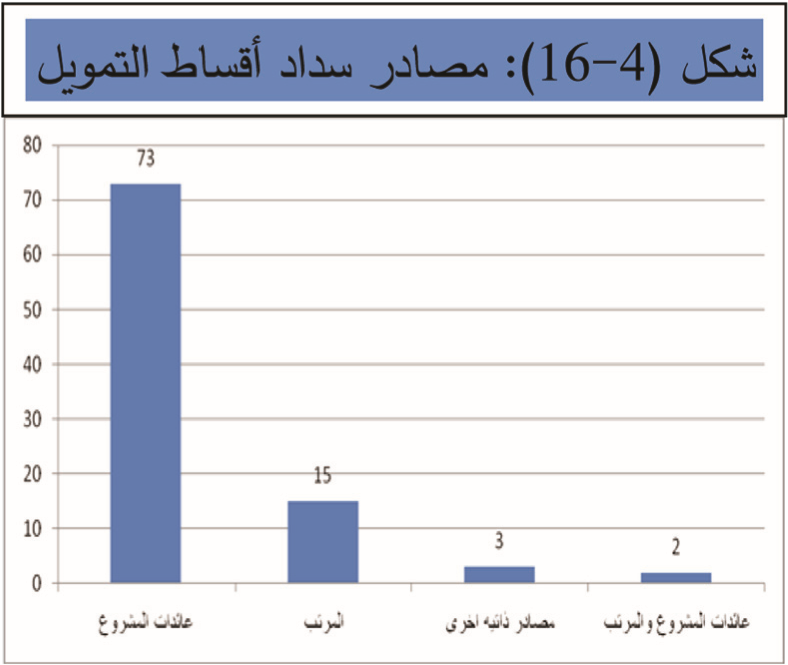 شكل (4-16): مصادر سداد أقساط التمويل
80
70
60
50
40
30
20
10
0
73
15
3
2
عائدات المشروع
المرتب
مصادر ذاتيه اخرى
عائدات المشروع والمرتب